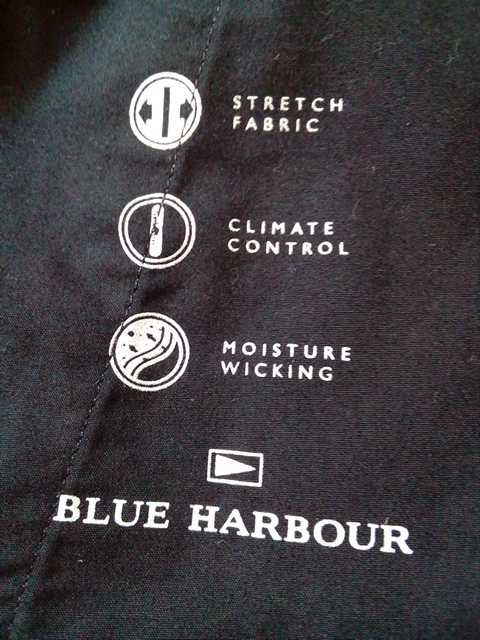 STRETCH
FABRIC
CLIMATE
CONTROL
MOISTURE
WICKING
BLUE HARBOUR